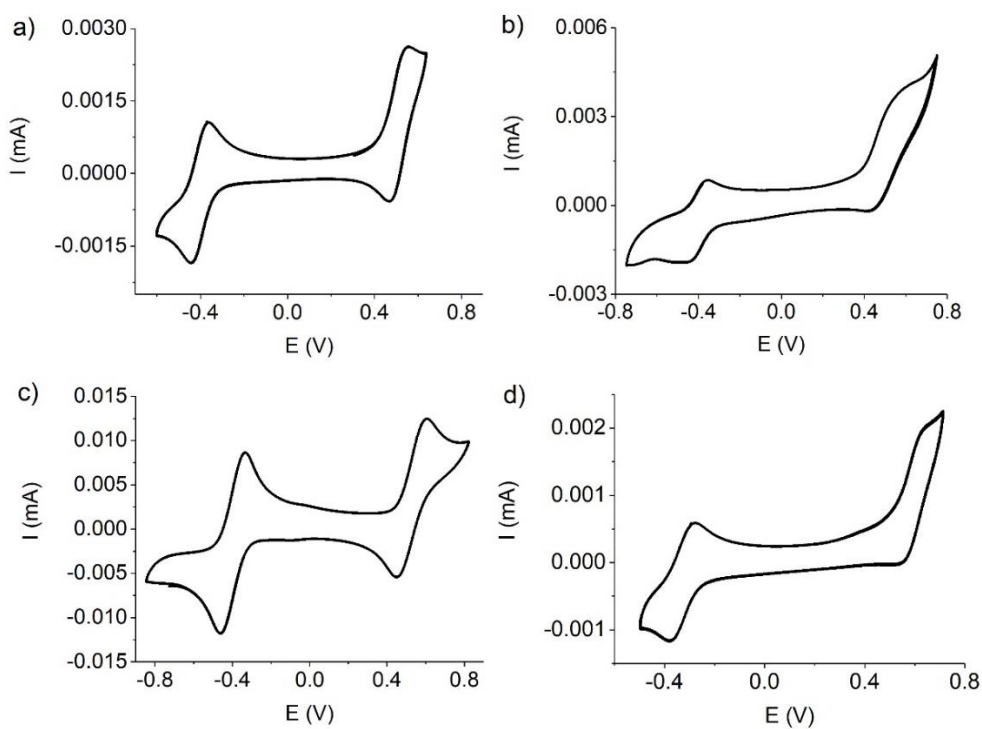 a)
0.0030
0.0015
0.0000
-0.0015
I (mA)
-0.4 0.0 0.4 0.8
E (V)
b)
0.006
0.003
0.000
-0.003
I (mA)
-0.8 -0.4 0.0 0.4 0.8
E (V)
c)
0.015
0.010
0.005
0.000
-0.005
-0.010
-0.015
I (mA)
-0.8 -0.4 0.0 0.4 0.8
E (V)
d)
0.002
0.001
0.000
-0.001
I (mA)
-0.4 0.0 0.4 0.8
E (V)